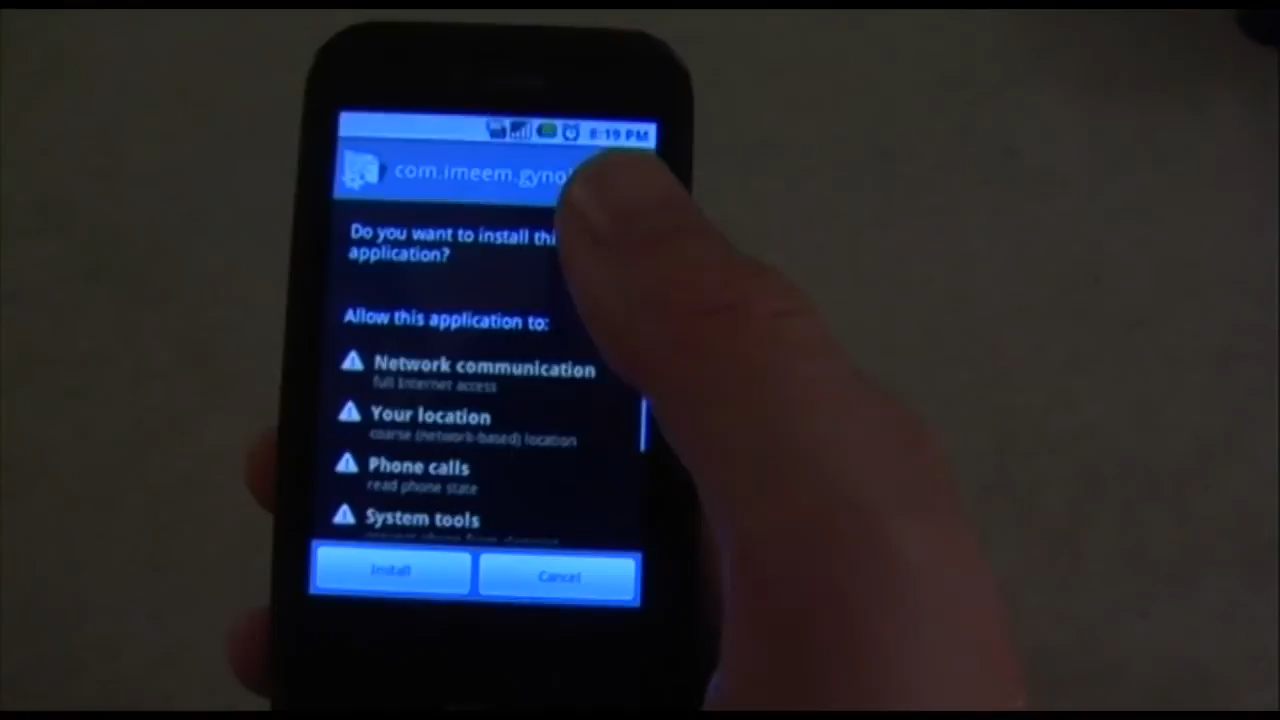 8:19 PM
com.imeem.gyno
Do you want to install thi
application?
Allow this application to:
Network communication
full Internet access
Your location
coarse (network-based) location
Phone calls
read phone state
System tools
Install
Cancel